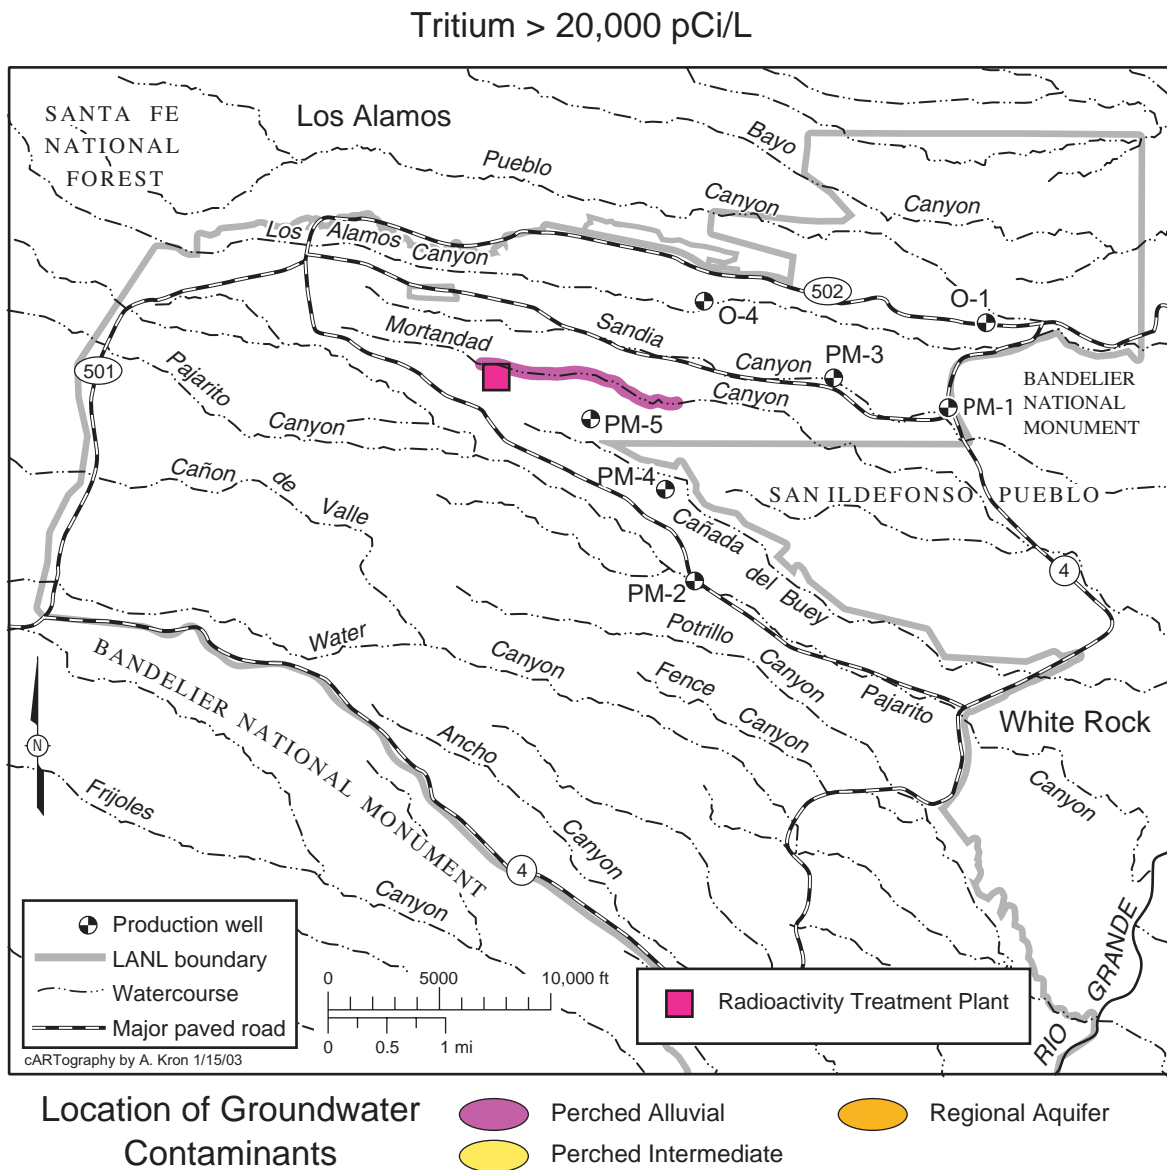 Tritium > 20,000 pCi/L
SANTA FE
NATIONAL
FOREST
Los Alamos
Bayo
Pueblo
Canyon
Canyon
Los Alamos
Canyon
502
O-1
O-4
Sandia
Mortandad
Canyon
PM-3
501
Pajarito
Canyon
PM-1
BANDELIER
NATIONAL
MONUMENT
PM-5
Canyon
Cañon de Valle
PM-4
SAN ILDEFONSO PUEBLO
Cañada del Buey
4
PM-2
Water
Canyon
Potrillo
Canyon
Fence
Canyon
Pajarito
White Rock
Canyon
BANDELIER NATIONAL MONUMENT
N
Ancho
Canyon
Frijoles
Canyon
4
RIO GRANDE
Production well
LANL boundary
Watercourse
Major paved road
cARTography by A. Kron 1/15/03
0 5000 10,000 ft
0 0.5 1 mi
Radioactivity Treatment Plant
Location of Groundwater
Contaminants
Perched Alluvial
Perched Intermediate
Regional Aquifer